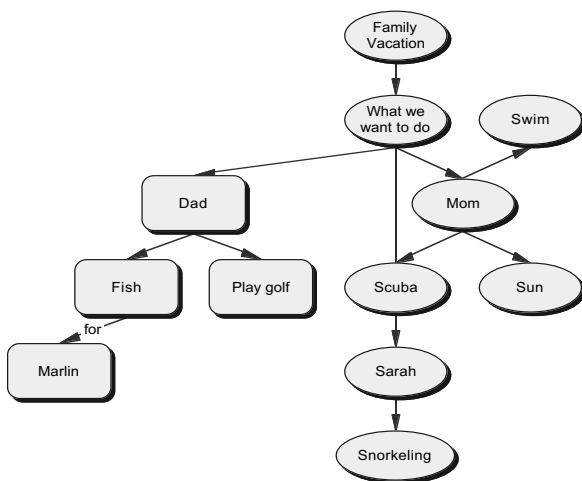 Family
Vacation
What we
want to do
Swim
Dad
Mom
Fish
Play golf
Scuba
Sun
for
Marlin
Sarah
Snorkeling